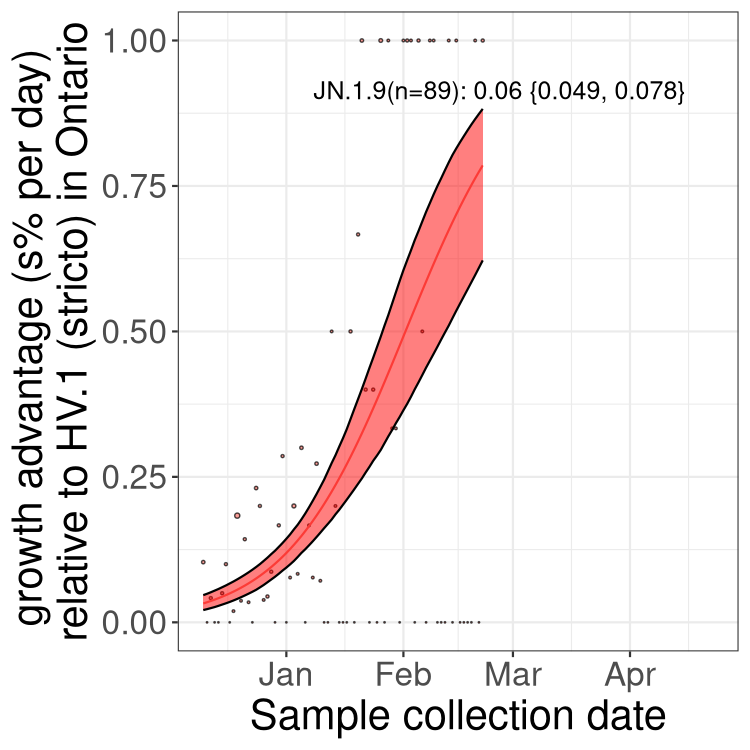 growth advantage (s% per day)
relative to HV.1 (stricto) in Ontario
1.00
0.75
0.50
0.25
0.00
JN.1.9(n=89): 0.06 {0.049, 0.078}
Jan Feb Mar Apr
Sample collection date